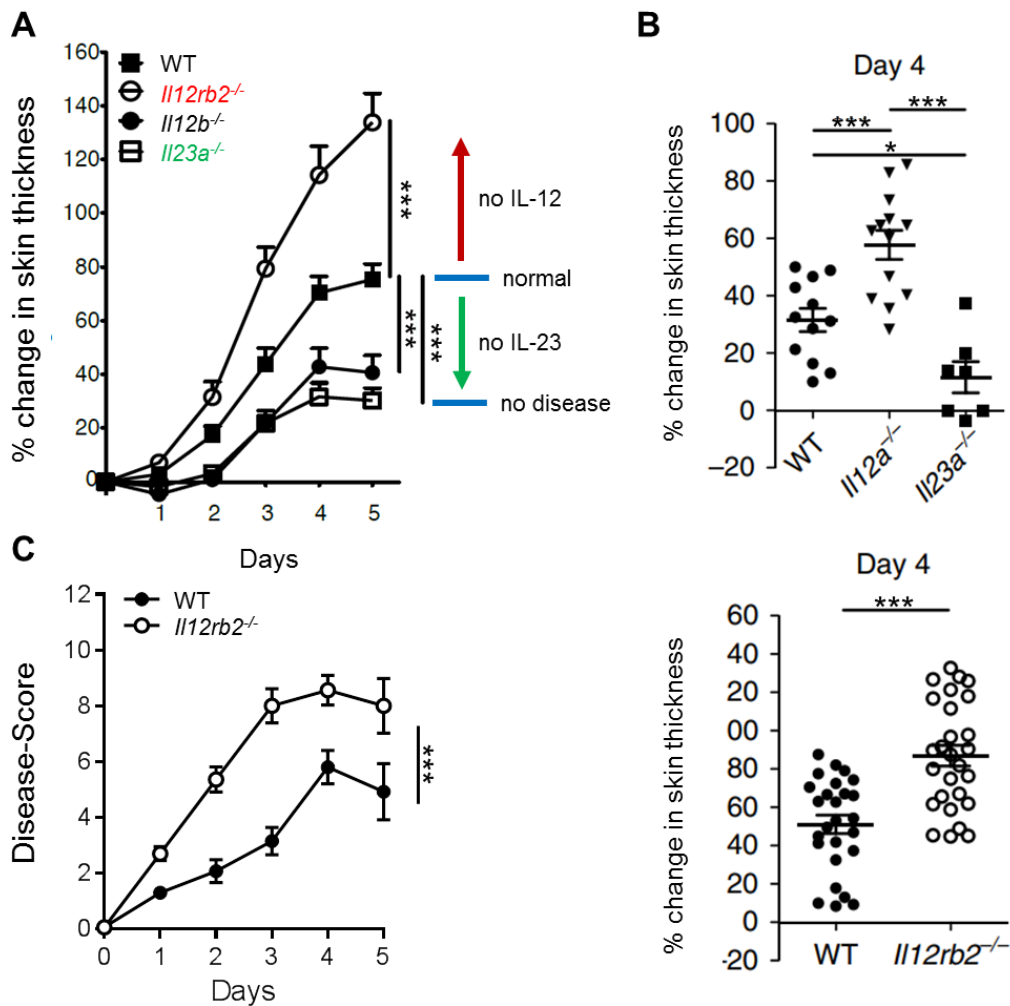 A
% change in skin thickness
160
140
120
100
80
60
40
20
0
WT
Il12rb2-/-
Il12b-/-
Il23a-/-
***
***
***
no IL-12
normal
no IL-23
no disease
1 2 3 4 5
Days
B
Day 4
% change in skin thickness
100
80
60
40
20
0
–20
***
***
*
WT Il12a–/– Il23a–/–
C
Disease-Score
12
10
8
6
4
2
0
WT
Il12rb2-/-
***
0 1 2 3 4 5
Days
Day 4
% change in skin thickness
60
40
20
00
80
60
40
20
0
-20
***
WT Il12rb2–/–